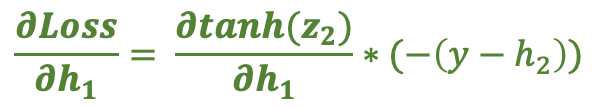 ∂Loss/∂h₁ = ∂tanh(z₂)/∂h₁ * (−(y − h₂))